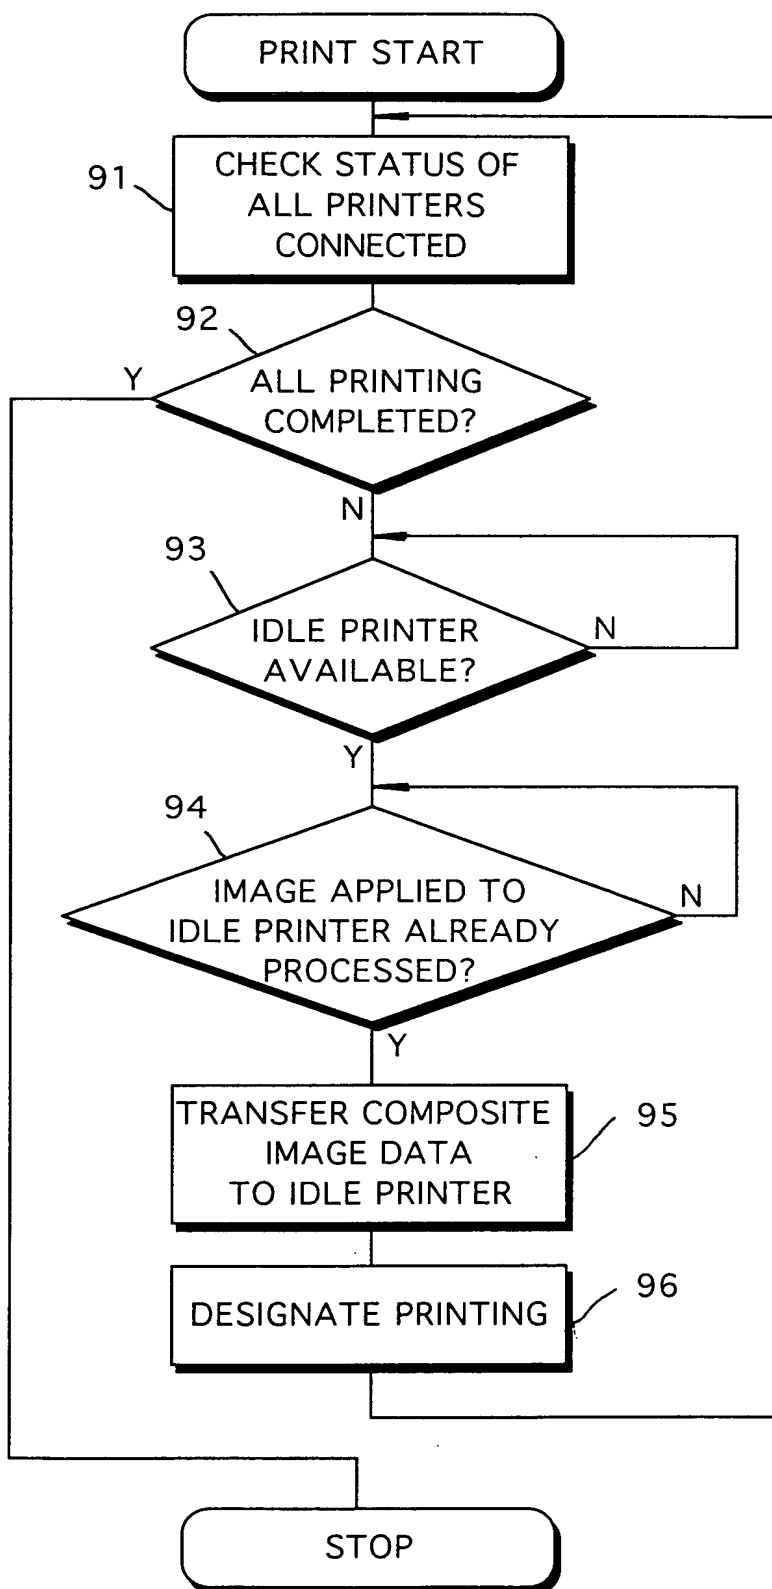 PRINT START
91
CHECK STATUS OF
ALL PRINTERS
CONNECTED
92
Y
ALL PRINTING
COMPLETED?
N
93
IDLE PRINTER
AVAILABLE?
N
Y
94
IMAGE APPLIED TO
IDLE PRINTER ALREADY
PROCESSED?
N
Y
TRANSFER COMPOSITE
IMAGE DATA
TO IDLE PRINTER
95
DESIGNATE PRINTING
96
STOP